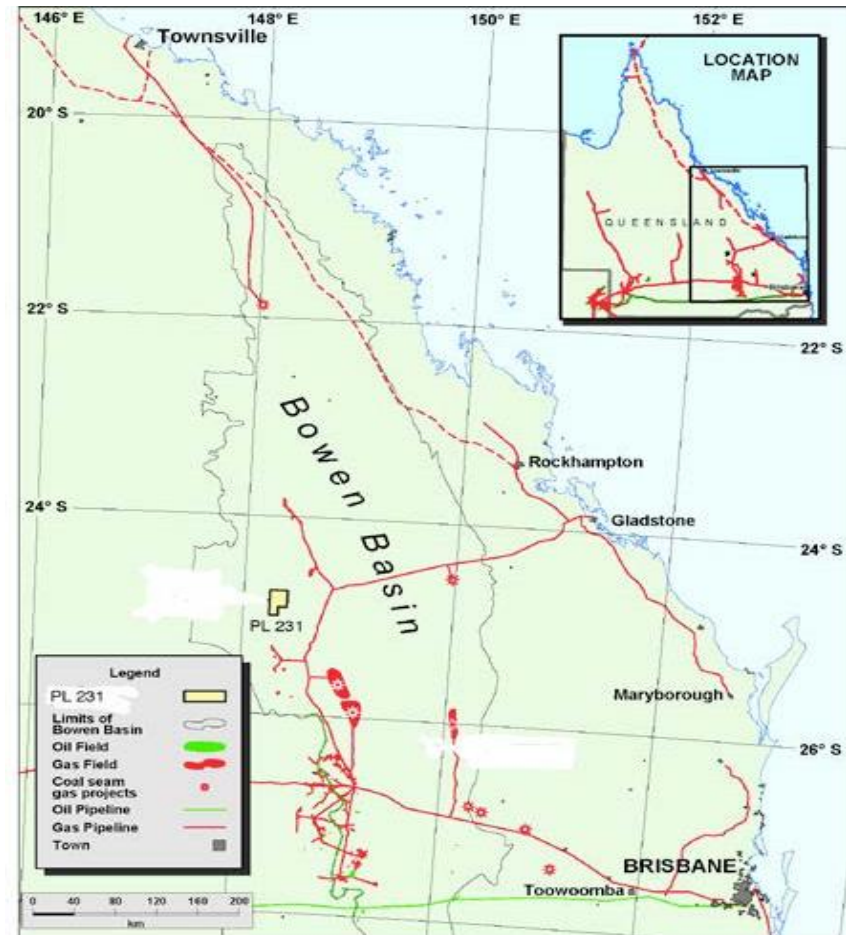 146° E
148° E
150° E
152° E
Townsville
LOCATION
MAP
QUEENSLAND
20° S
22° S
22° S
Bowen Basin
Rockhampton
24° S
Gladstone
24° S
PL 231
Maryborough
26° S
Legend
PL 231
Limits of
Bowen Basin
Oil Field
Gas Field
Coal seam
gas projects
Oil Pipeline
Gas Pipeline
Town
BRISBANE
Toowoomba
0 40 80 120 160 200
km